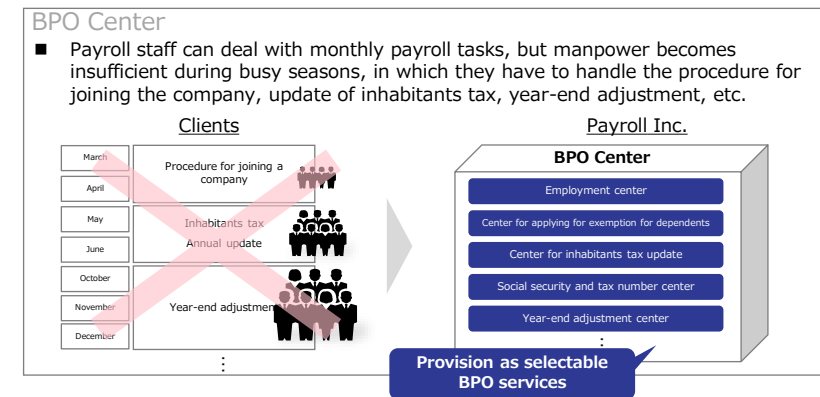 BPO Center
■ Payroll staff can deal with monthly payroll tasks, but manpower becomes
insufficient during busy seasons, in which they have to handle the procedure for
joining the company, update of inhabitants tax, year-end adjustment, etc.
Clients
March
April
May
June
October
November
December
Procedure for joining a
company
Inhabitants tax
Annual update
Year-end adjustment
⋮
Payroll Inc.
BPO Center
Employment center
Center for applying for exemption for dependents
Center for inhabitants tax update
Social security and tax number center
Year-end adjustment center
⋮
Provision as selectable
BPO services